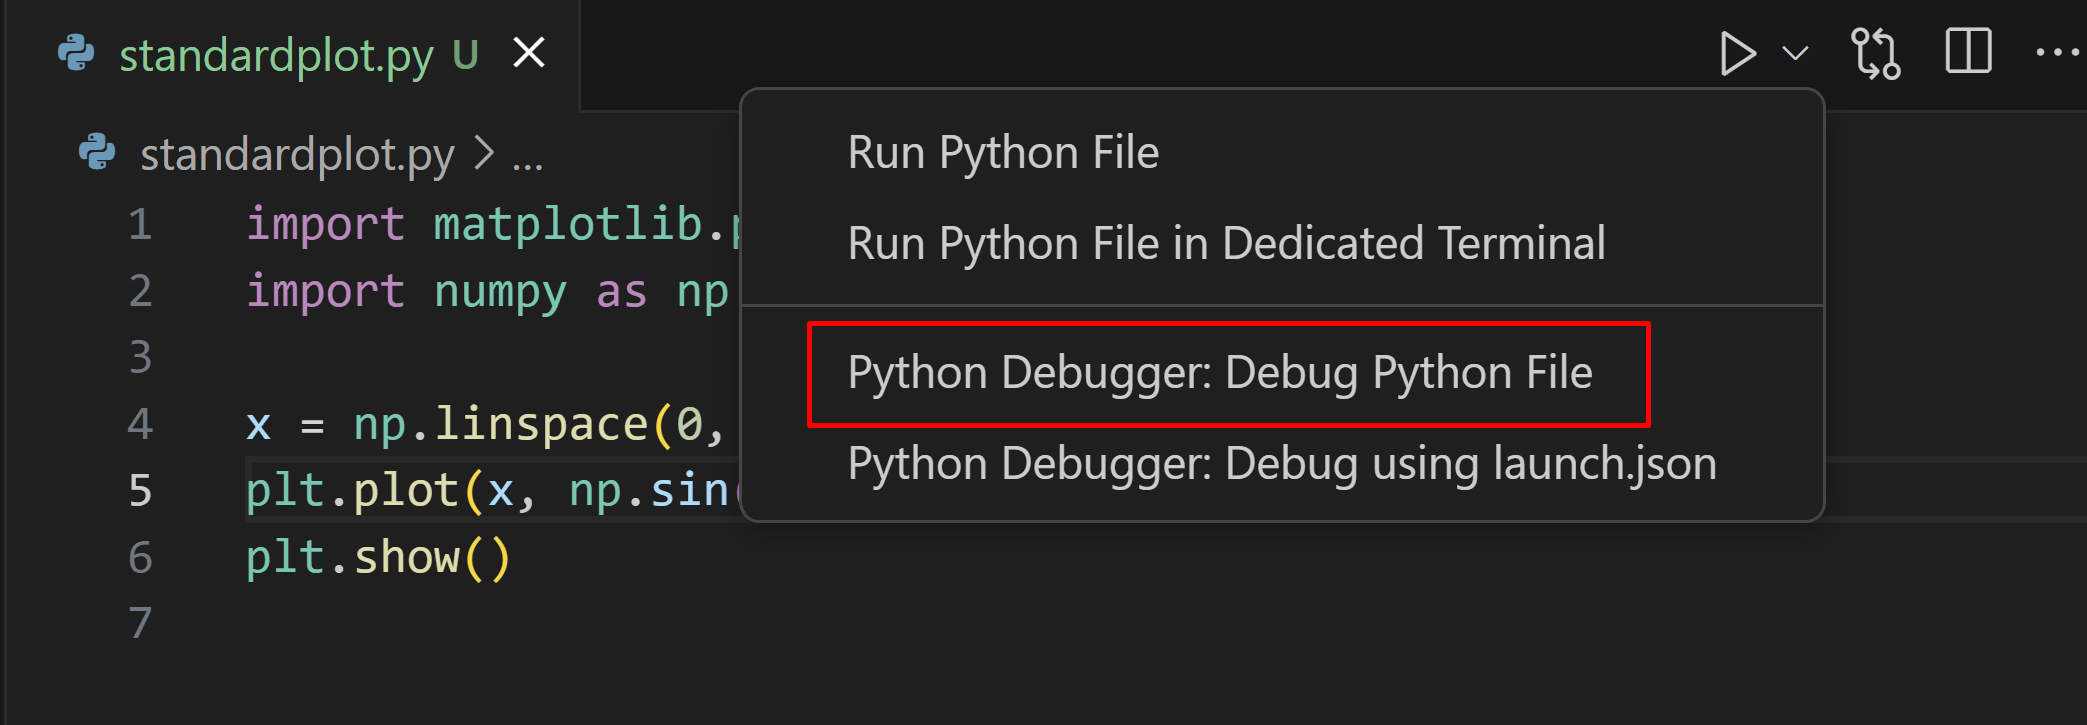 standardplot.py U
standardplot.py > ...
Run Python File
Run Python File in Dedicated Terminal
Python Debugger: Debug Python File
Python Debugger: Debug using launch.json
1 import matplotlib.p
2 import numpy as np
3
4 x = np.linspace(0,
5 plt.plot(x, np.sin(
6 plt.show()
7